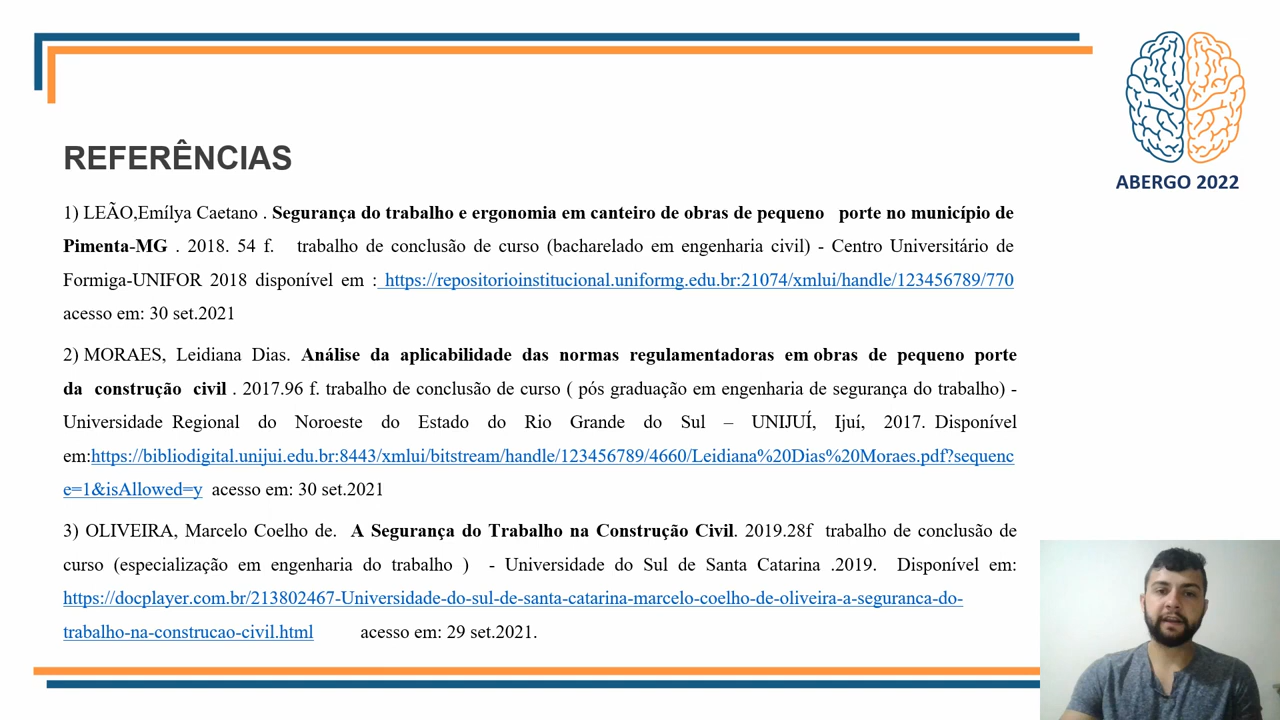 ABERGO 2022
REFERÊNCIAS
1) LEÃO,Emílya Caetano . Segurança do trabalho e ergonomia em canteiro de obras de pequeno porte no município de
Pimenta-MG . 2018. 54 f. trabalho de conclusão de curso (bacharelado em engenharia civil) - Centro Universitário de
Formiga-UNIFOR 2018 disponível em : https://repositorioinstitucional.uniformg.edu.br:21074/xmlui/handle/123456789/770
acesso em: 30 set.2021
2) MORAES, Leidiana Dias. Análise da aplicabilidade das normas regulamentadoras em obras de pequeno porte
da construção civil . 2017.96 f. trabalho de conclusão de curso ( pós graduação em engenharia de segurança do trabalho) -
Universidade Regional do Noroeste do Estado do Rio Grande do Sul – UNIJUÍ, Ijuí, 2017. Disponível
em:https://bibliodigital.unijui.edu.br:8443/xmlui/bitstream/handle/123456789/4660/Leidiana%20Dias%20Moraes.pdf?sequenc
e=1&isAllowed=y acesso em: 30 set.2021
3) OLIVEIRA, Marcelo Coelho de. A Segurança do Trabalho na Construção Civil. 2019.28f trabalho de conclusão de
curso (especialização em engenharia do trabalho ) - Universidade do Sul de Santa Catarina .2019. Disponível em:
https://docplayer.com.br/213802467-Universidade-do-sul-de-santa-catarina-marcelo-coelho-de-oliveira-a-seguranca-do-
trabalho-na-construcao-civil.html acesso em: 29 set.2021.